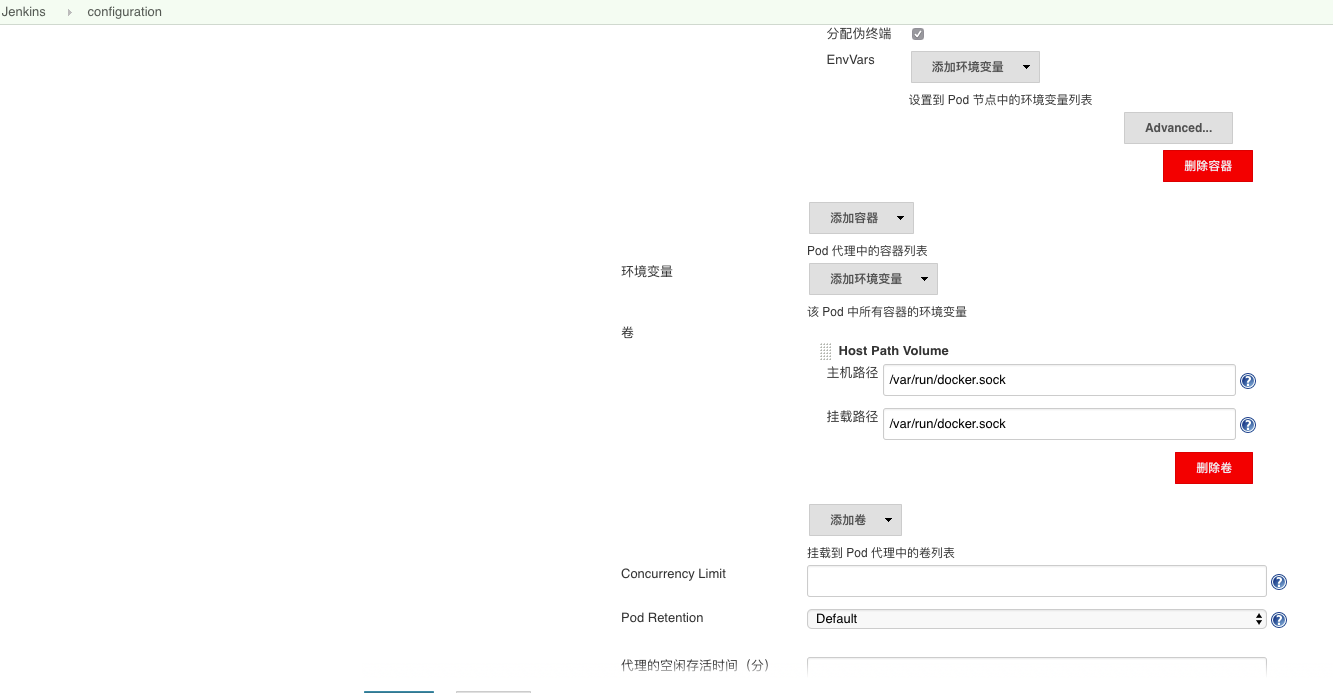 Jenkins configuration
分配伪终端
EnvVars 添加环境变量
设置到 Pod 节点中的环境变量列表
Advanced...
删除容器
添加容器
Pod 代理中的容器列表
环境变量 添加环境变量
该 Pod 中所有容器的环境变量
卷
Host Path Volume
主机路径 /var/run/docker.sock
挂载路径 /var/run/docker.sock
删除卷
添加卷
挂载到 Pod 代理中的卷列表
Concurrency Limit
Pod Retention Default
代理的空闲存活时间（分）